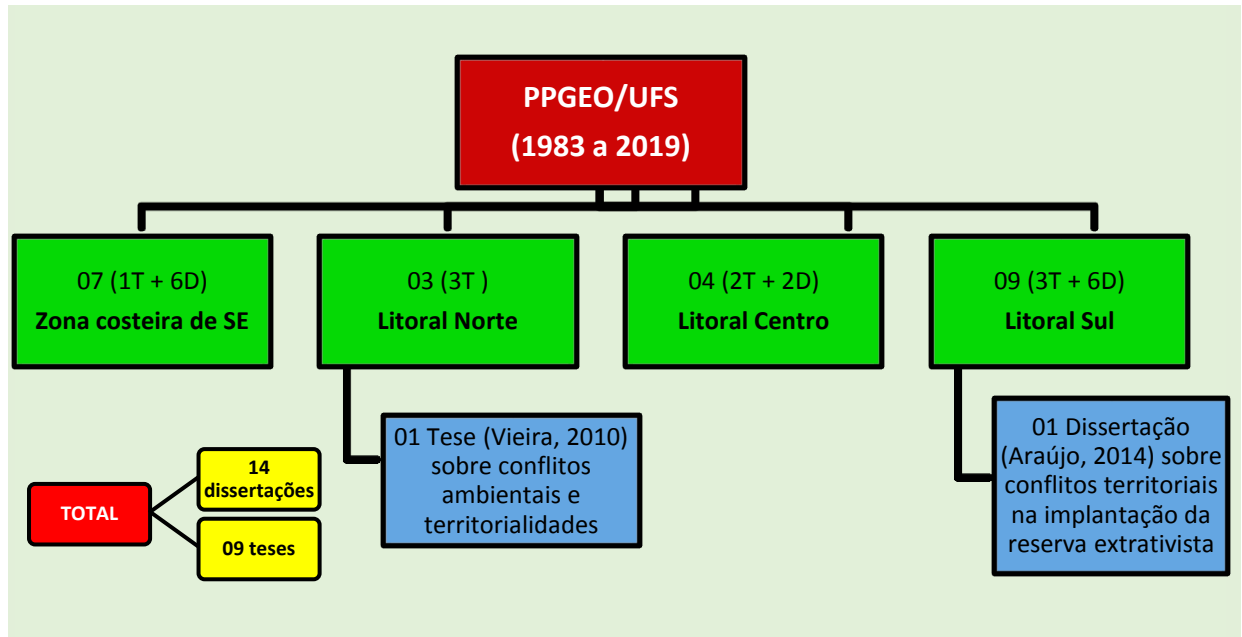 PPGEO/UFS
(1983 a 2019)
07 (1T + 6D)
Zona costeira de SE
03 (3T )
Litoral Norte
04 (2T + 2D)
Litoral Centro
09 (3T + 6D)
Litoral Sul
01 Tese (Vieira, 2010)
sobre conflitos
ambientais e
territorialidades
01 Dissertação
(Araújo, 2014) sobre
conflitos territoriais
na implantação da
reserva extrativista
TOTAL
14
dissertações
09 teses